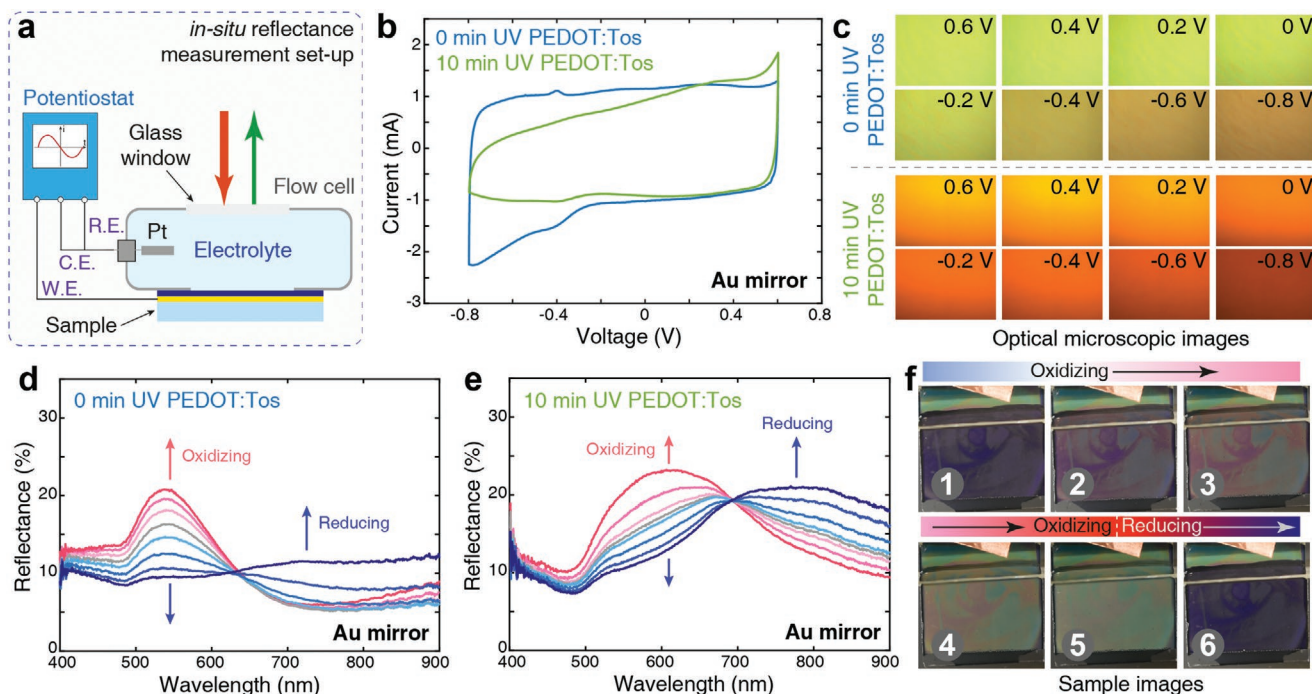 a
in-situ reflectance
measurement set-up
Potentiostat
i
t
Glass
window
Flow cell
R.E.
Pt
Electrolyte
C.E.
W.E.
Sample
b
0 min UV PEDOT:Tos
10 min UV PEDOT:Tos
Current (mA)
2
1
0
-1
-2
-3
Au mirror
-0.8
-0.4
0
0.4
0.8
Voltage (V)
c
0 min UV
PEDOT:Tos
0.6 V
0.4 V
0.2 V
0 V
-0.2 V
-0.4 V
-0.6 V
-0.8 V
10 min UV
PEDOT:Tos
0.6 V
0.4 V
0.2 V
0 V
-0.2 V
-0.4 V
-0.6 V
-0.8 V
Optical microscopic images
d
0 min UV PEDOT:Tos
Reflectance (%)
30
20
10
0
Oxidizing
Reducing
Au mirror
400
500
600
700
800
900
Wavelength (nm)
e
10 min UV PEDOT:Tos
Reflectance (%)
30
20
10
0
Oxidizing
Reducing
Au mirror
400
500
600
700
800
900
Wavelength (nm)
f
Oxidizing
1
2
3
Oxidizing
Reducing
4
5
6
Sample images